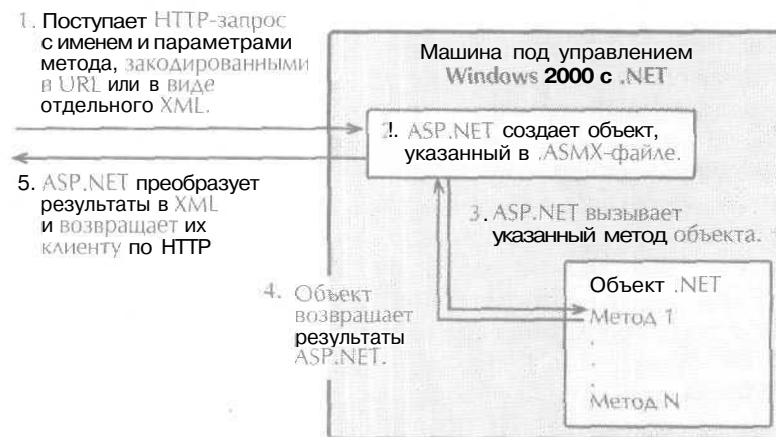 1. Поступает HTTP-запрос
с именем и параметрами
метода, закодированными
в URL или в виде
отдельного XML.
Машина под управлением
Windows 2000 с .NET
!. ASP.NET создает объект,
указанный в .ASMX-файле.
5. ASP.NET преобразует
результаты в XML
и возвращает их
клиенту по HTTP
3. ASP.NET вызывает
указанный метод объекта.
4. Объект
возвращает
результаты
ASP.NET.
Объект .NET
Метод 1
.
.
.
Метод N